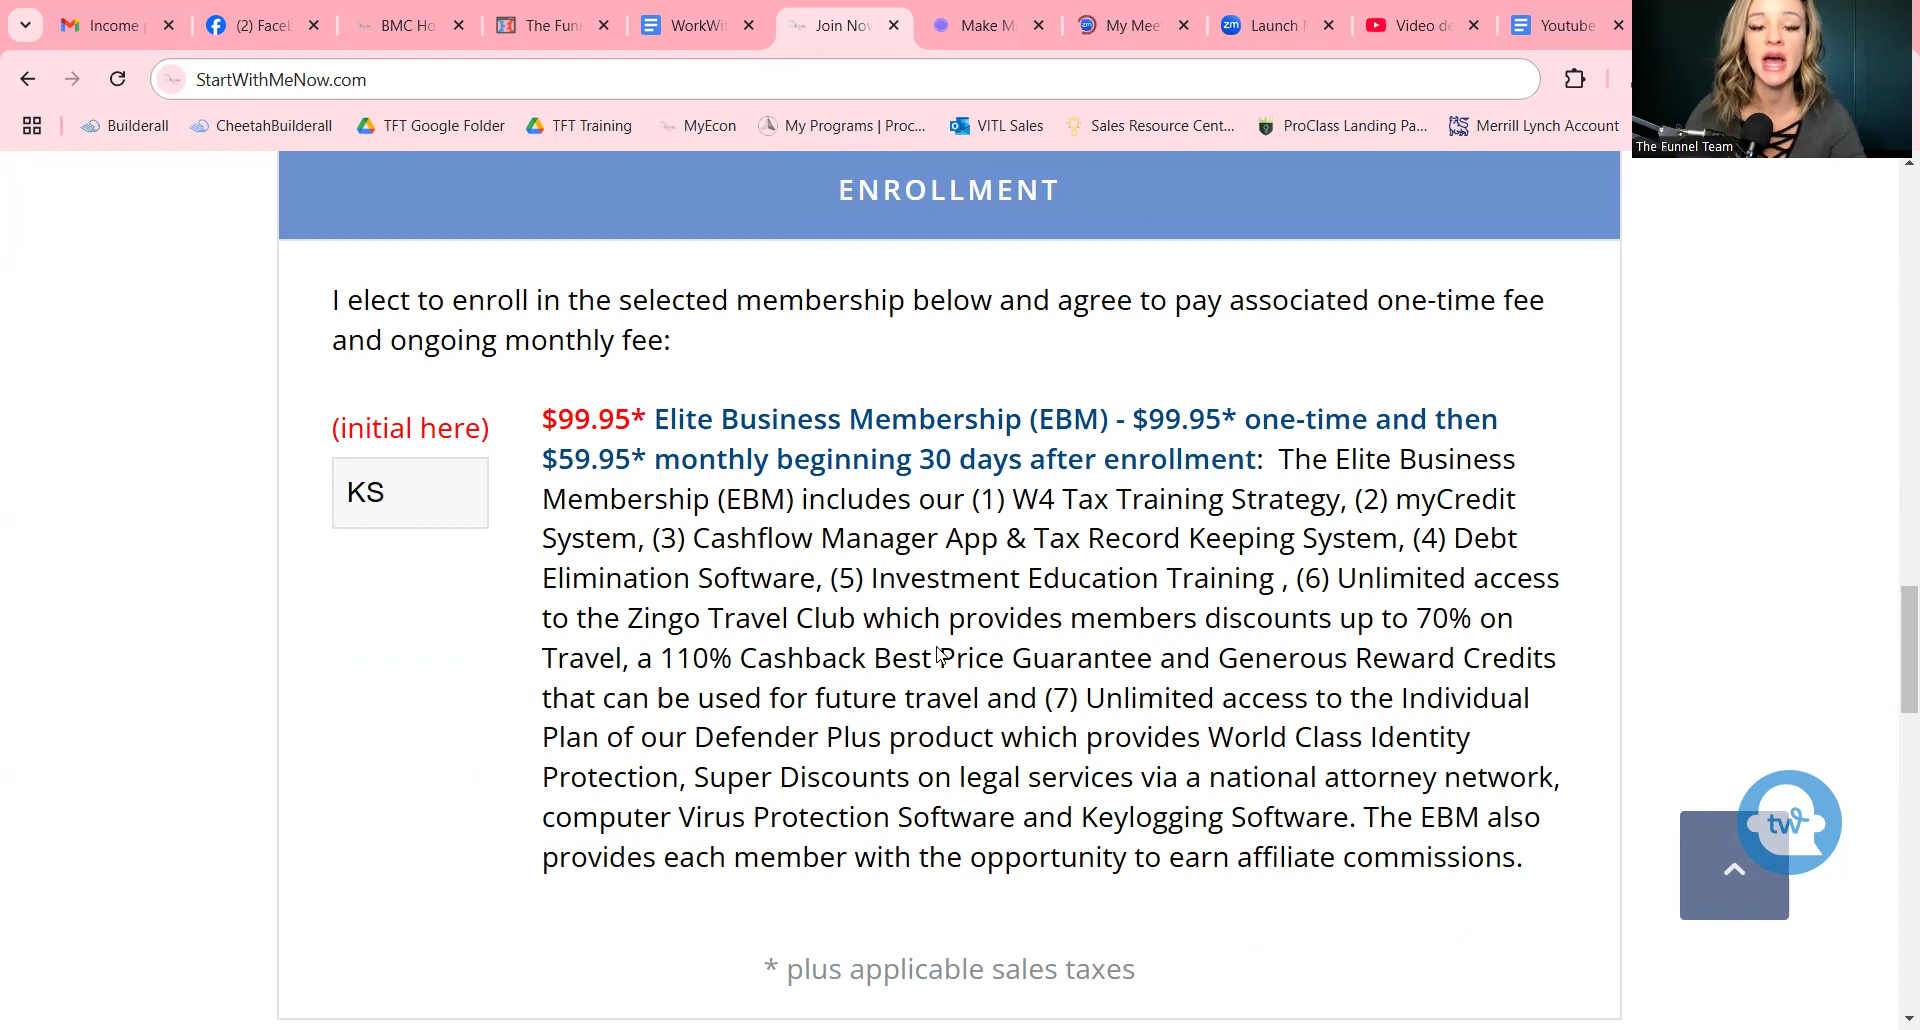 Income
(2) Face
BMC Ho
The Fun
WorkWi
Join Nov
Make M
My Mee
zm
Launch
Video de
Youtube
StartWithMeNow.com
Builderall
CheetahBuilderall
TFT Google Folder
TFT Training
MyEcon
My Programs | Proc...
VITL Sales
Sales Resource Cent...
ProClass Landing Pa...
Merrill Lynch Account
The Funnel Team
ENROLLMENT
I elect to enroll in the selected membership below and agree to pay associated one-time fee
and ongoing monthly fee:
(initial here)
KS
$99.95* Elite Business Membership (EBM) - $99.95* one-time and then
$59.95* monthly beginning 30 days after enrollment: The Elite Business
Membership (EBM) includes our (1) W4 Tax Training Strategy, (2) myCredit
System, (3) Cashflow Manager App & Tax Record Keeping System, (4) Debt
Elimination Software, (5) Investment Education Training , (6) Unlimited access
to the Zingo Travel Club which provides members discounts up to 70% on
Travel, a 110% Cashback Best Price Guarantee and Generous Reward Credits
that can be used for future travel and (7) Unlimited access to the Individual
Plan of our Defender Plus product which provides World Class Identity
Protection, Super Discounts on legal services via a national attorney network,
computer Virus Protection Software and Keylogging Software. The EBM also
provides each member with the opportunity to earn affiliate commissions.
tw
* plus applicable sales taxes